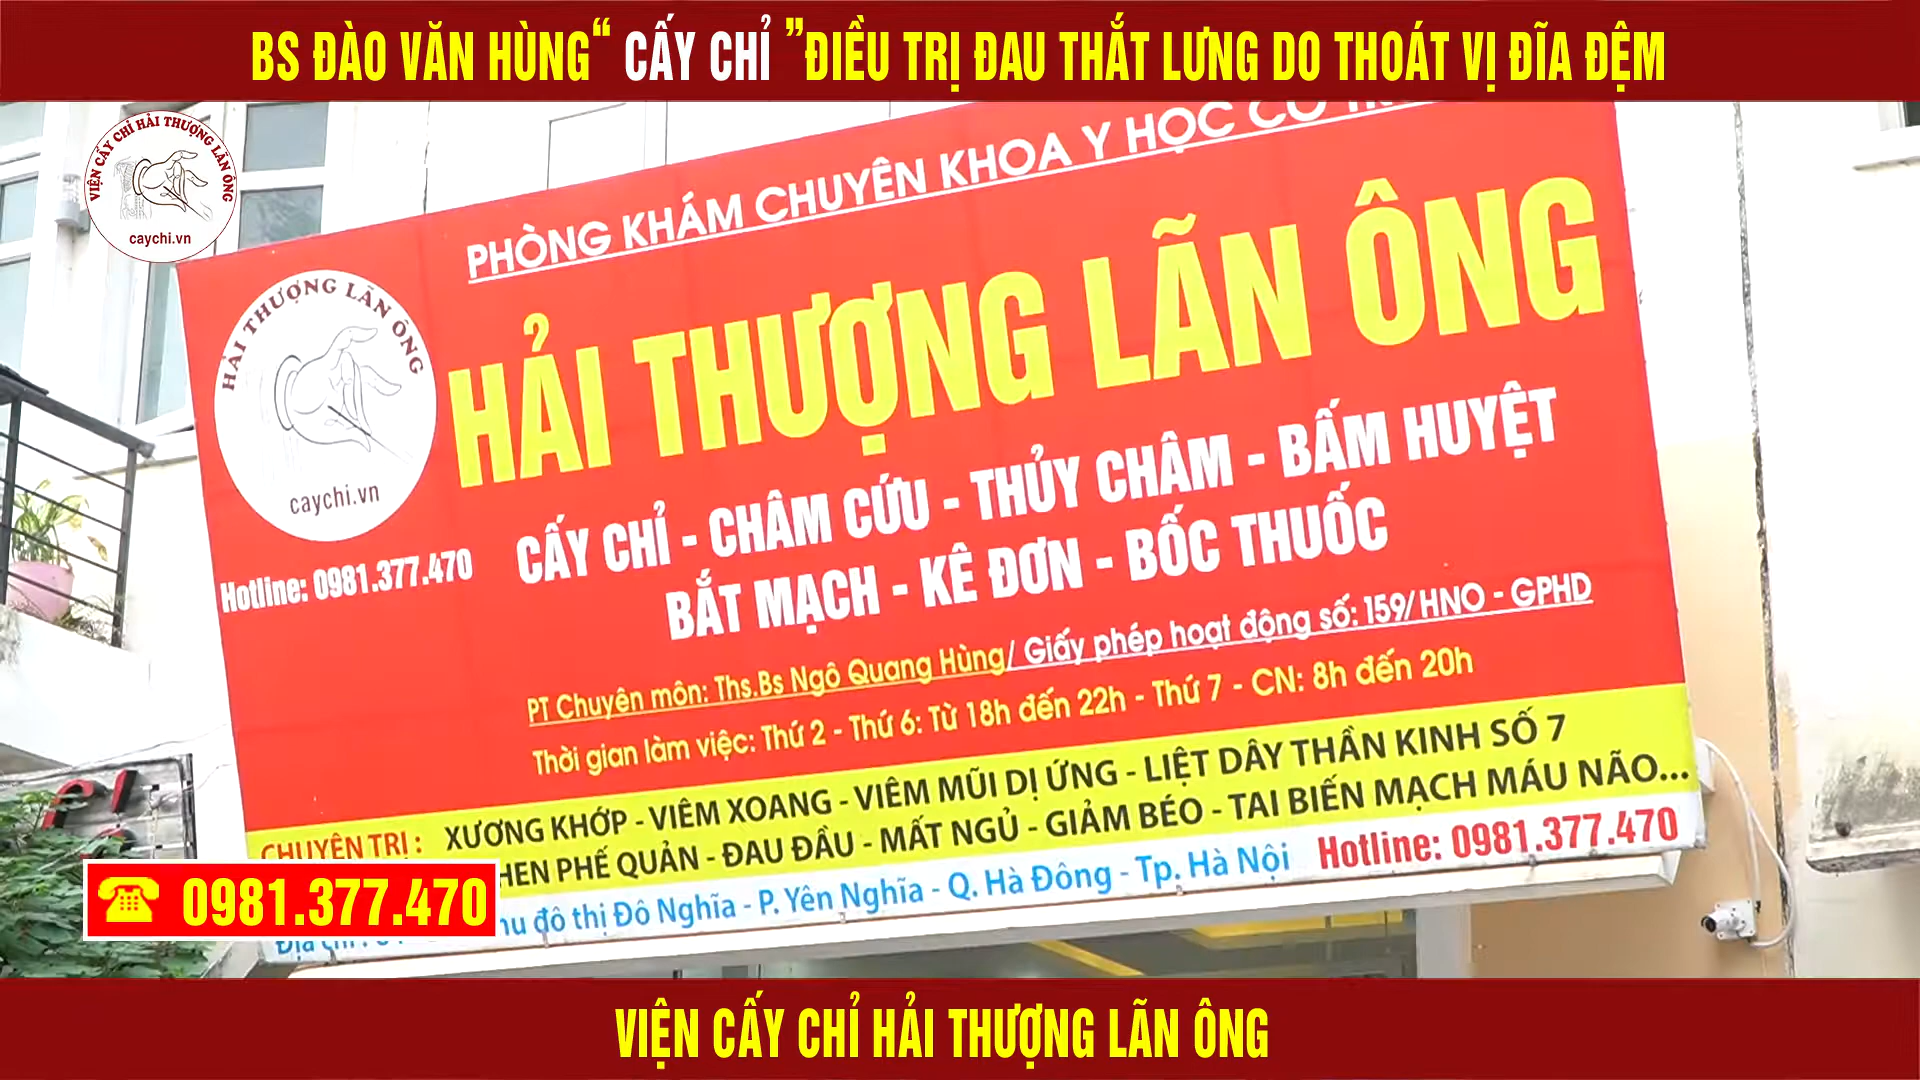 BS ĐÀO VĂN HÙNG“ CẤY CHỈ ”ĐIỀU TRỊ ĐAU THẮT LƯNG DO THOÁT VỊ ĐĨA ĐỆM
VIỆN CẤY CHỈ HẢI THƯỢNG LÃN ÔNG
caychi.vn
PHÒNG KHÁM CHUYÊN KHOA Y HỌC CỔ
HẢI THƯỢNG LÃN ÔNG
caychi.vn
HẢI THƯỢNG LÃN ÔNG
Hotline: 0981.377.470
CẤY CHỈ - CHÂM CỨU - THỦY CHÂM - BẤM HUYỆT
BẮT MẠCH - KÊ ĐƠN - BỐC THUỐC
PT Chuyên môn: Ths.Bs Ngô Quang Hùng/ Giấy phép hoạt động số: 159/HNO - GPHD
Thời gian làm việc: Thứ 2 - Thứ 6: Từ 18h đến 22h - Thứ 7 - CN: 8h đến 20h
CHUYÊN TRỊ : XƯƠNG KHỚP - VIÊM XOANG - VIÊM MŨI DỊ ỨNG - LIỆT DÂY THẦN KINH SỐ 7
HEN PHẾ QUẢN - ĐAU ĐẦU - MẤT NGỦ - GIẢM BÉO - TAI BIẾN MẠCH MÁU NÃO...
Địa chỉ : đô thị Đô Nghĩa - P. Yên Nghĩa - Q. Hà Đông - Tp. Hà Nội Hotline: 0981.377.470
0981.377.470
VIỆN CẤY CHỈ HẢI THƯỢNG LÃN ÔNG